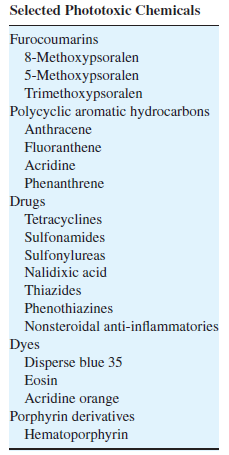 Selected Phototoxic Chemicals
Furocoumarins
8-Methoxypsoralen
5-Methoxypsoralen
Trimethoxypsoralen
Polycyclic aromatic hydrocarbons
Anthracene
Fluoranthene
Acridine
Phenanthrene
Drugs
Tetracyclines
Sulfonamides
Sulfonylureas
Nalidixic acid
Thiazides
Phenothiazines
Nonsteroidal anti-inflammatories
Dyes
Disperse blue 35
Eosin
Acridine orange
Porphyrin derivatives
Hematoporphyrin